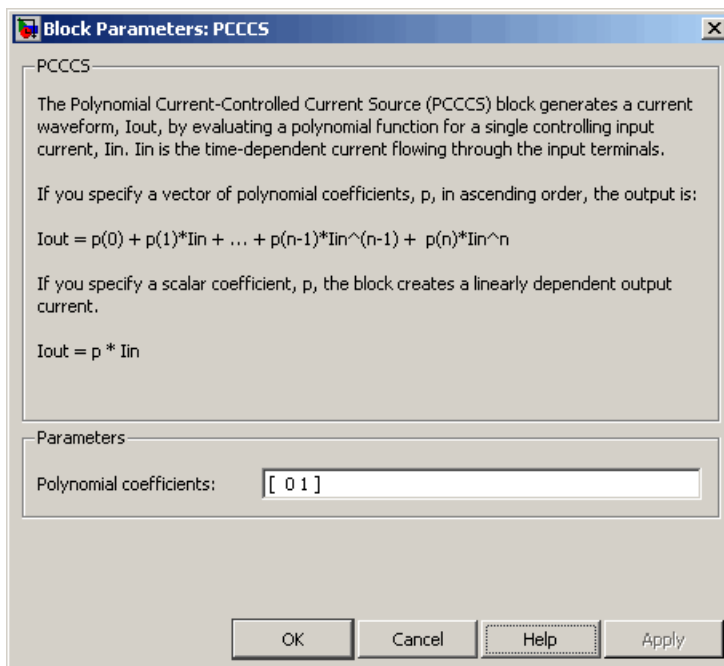 Block Parameters: PCCCS
PCCCS
The Polynomial Current-Controlled Current Source (PCCCS) block generates a current
waveform, Iout, by evaluating a polynomial function for a single controlling input
current, Iin. Iin is the time-dependent current flowing through the input terminals.
If you specify a vector of polynomial coefficients, p, in ascending order, the output is:
Iout = p(0) + p(1)*Iin + ... + p(n-1)*Iin^(n-1) +  p(n)*Iin^n
If you specify a scalar coefficient, p, the block creates a linearly dependent output
current.
Iout = p * Iin
Parameters
Polynomial coefficients: [ 0 1 ]
OK Cancel Help Apply